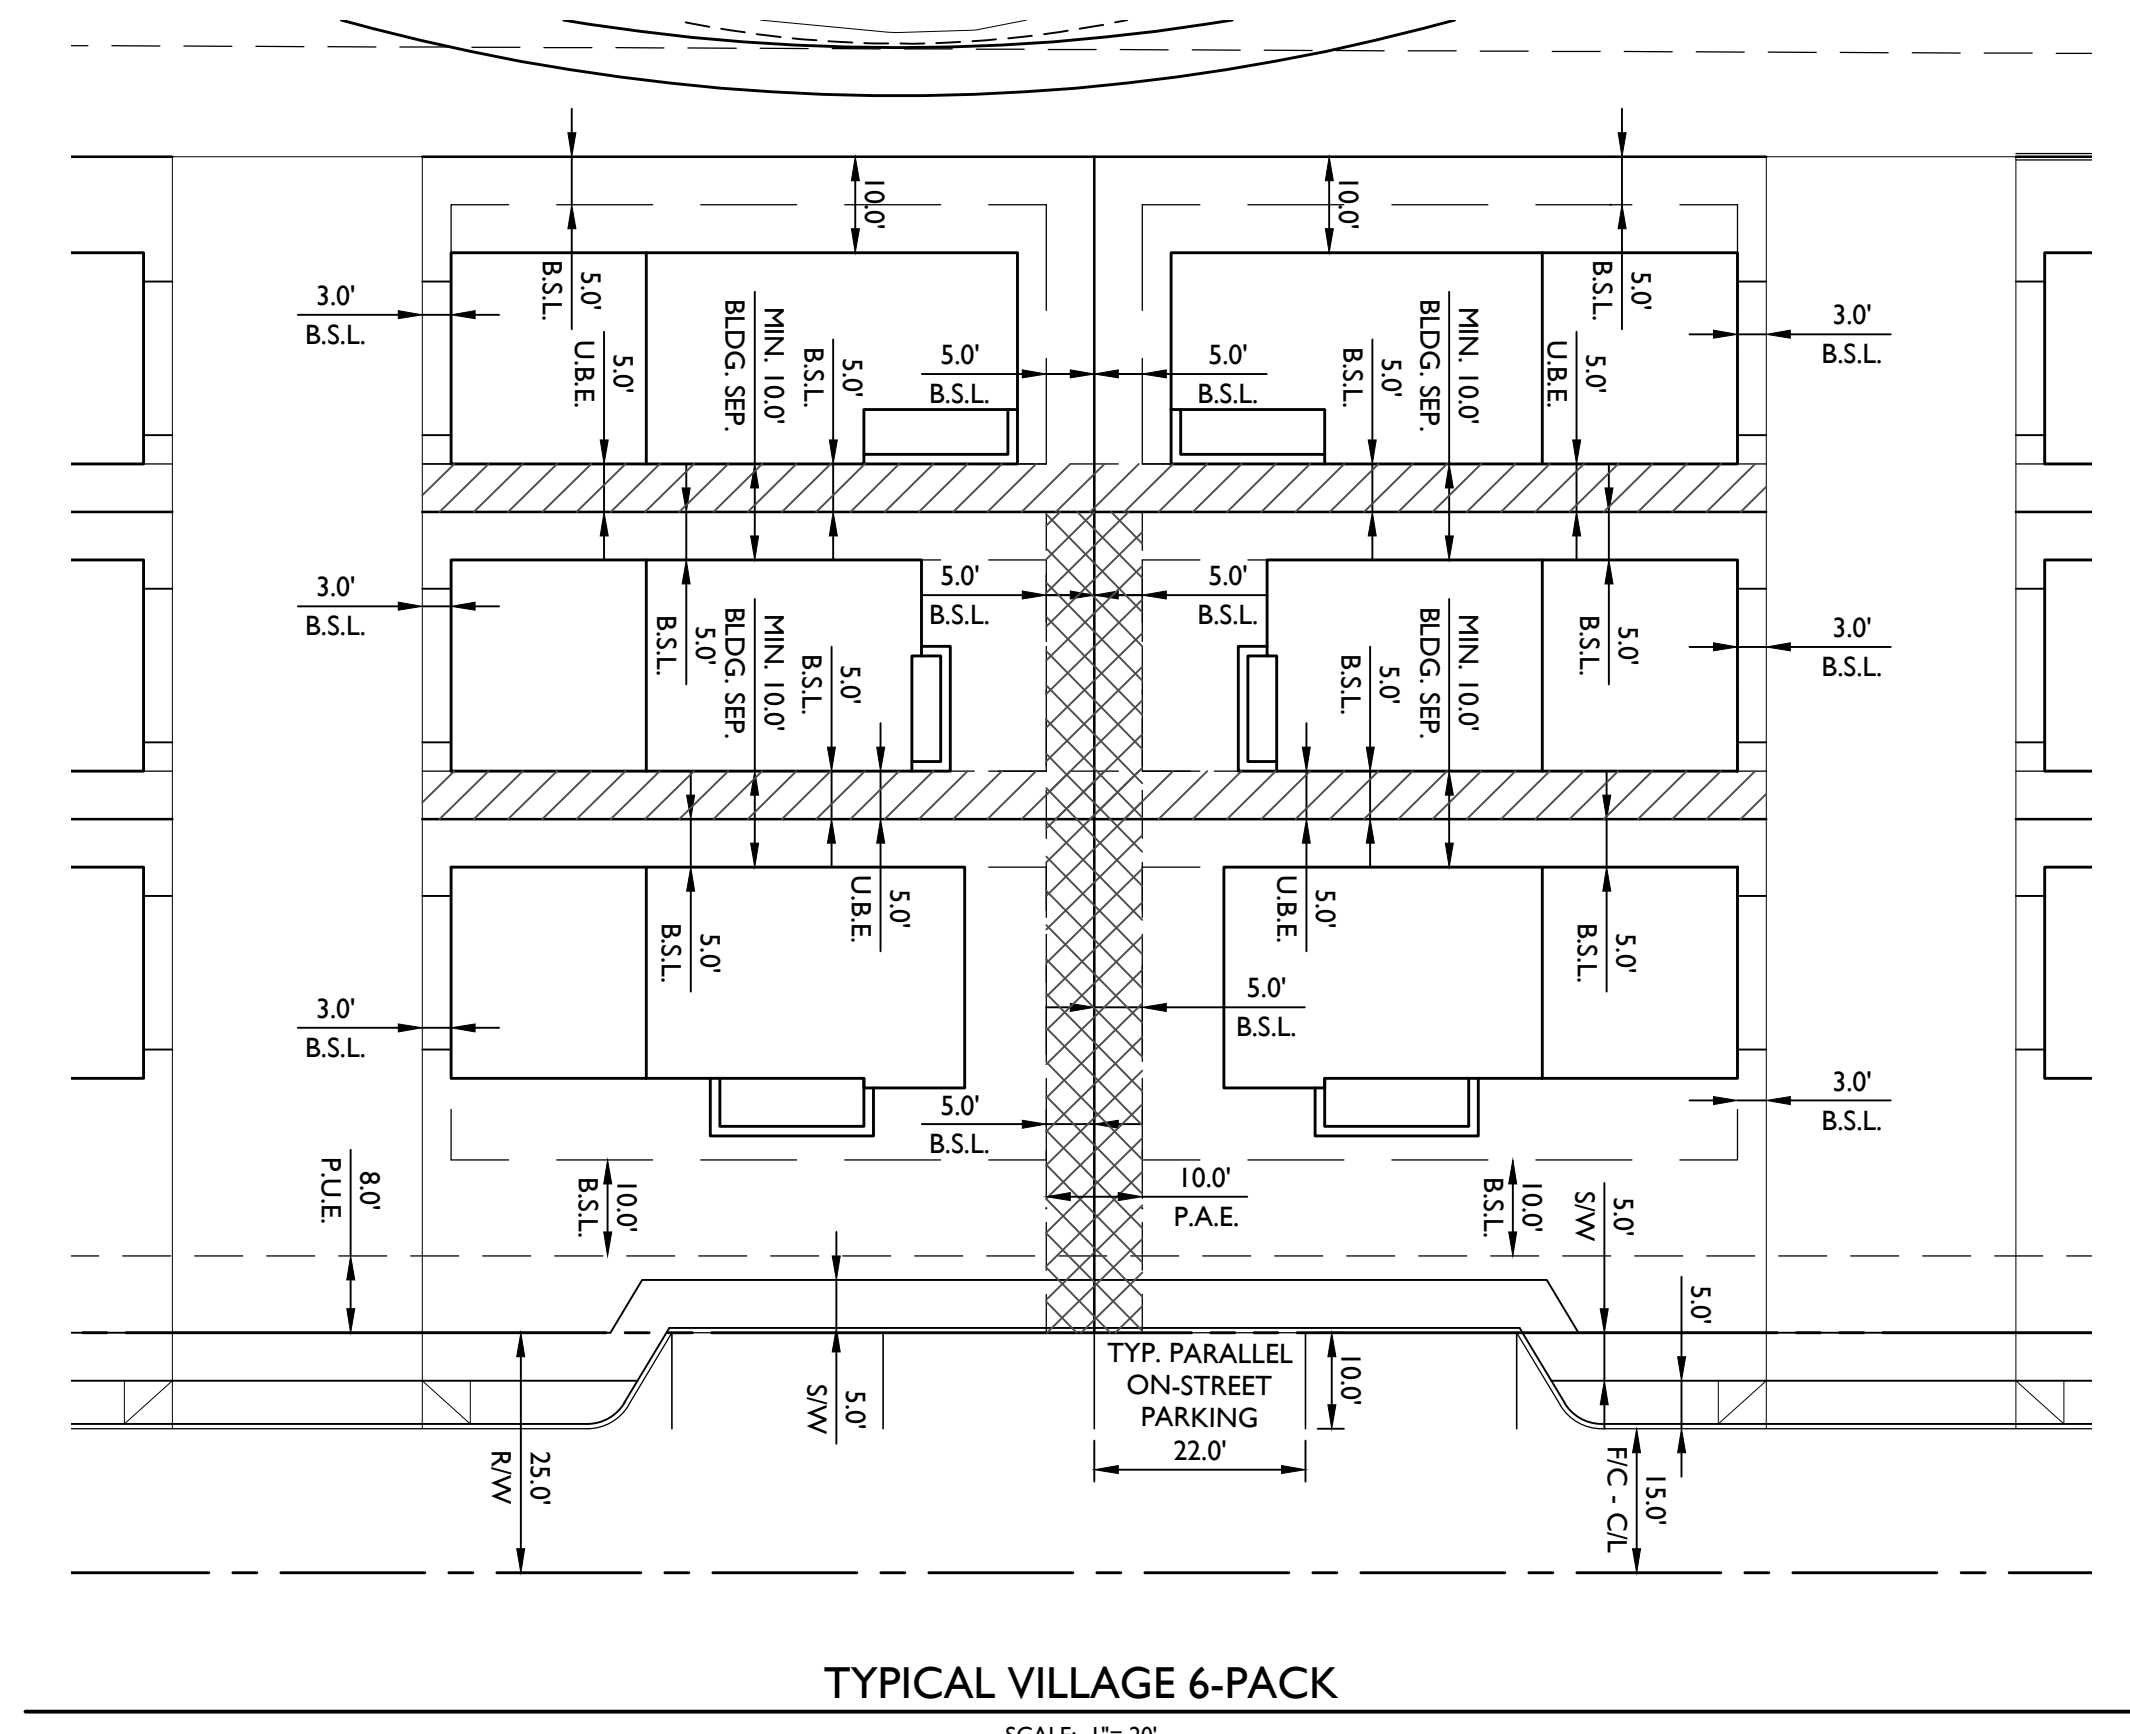 10.0'
10.0'
5.0'
B.S.L.
5.0'
B.S.L.
3.0'
B.S.L.
5.0'
U.B.E.
MIN. 10.0'
BLDG. SEP.
5.0'
B.S.L.
5.0'
B.S.L.
5.0'
B.S.L.
5.0'
B.S.L.
MIN. 10.0'
BLDG. SEP.
5.0'
U.B.E.
3.0'
B.S.L.
3.0'
B.S.L.
5.0'
B.S.L.
MIN. 10.0'
BLDG. SEP.
5.0'
B.S.L.
5.0'
B.S.L.
5.0'
B.S.L.
5.0'
B.S.L.
MIN. 10.0'
BLDG. SEP.
5.0'
B.S.L.
3.0'
B.S.L.
5.0'
B.S.L.
5.0'
U.B.E.
5.0'
U.B.E.
5.0'
B.S.L.
3.0'
B.S.L.
5.0'
B.S.L.
5.0'
B.S.L.
3.0'
B.S.L.
8.0'
P.U.E.
10.0'
B.S.L.
10.0'
P.A.E.
10.0'
B.S.L.
5.0'
S/W
5.0'
5.0'
S/W
TYP. PARALLEL
ON-STREET
PARKING
10.0'
22.0'
25.0'
R/W
15.0'
F/C - C/L
TYPICAL VILLAGE 6-PACK
SCALE: 1"= 20'